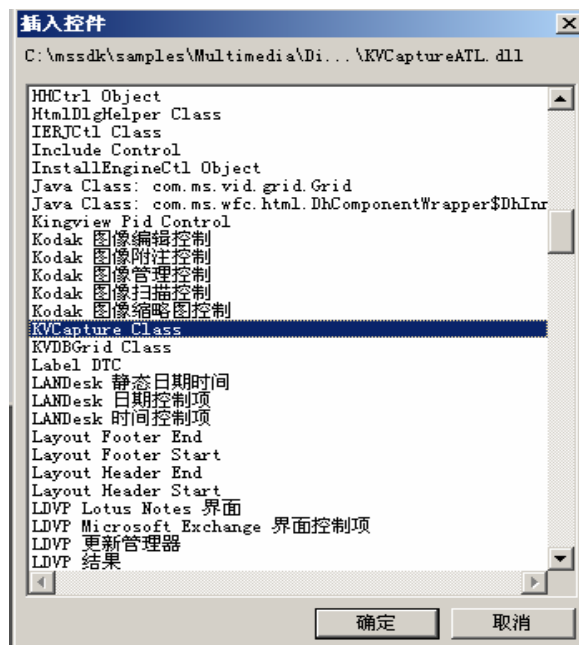 插入控件
C:\mssdk\samples\Multimedia\Di...\KVCaptureATL.dll
HHCtrl Object
HtmlDlgHelper Class
IERJCtl Class
Include Control
InstallEngineCtl Object
Java Class: com.ms.vid.grid.Grid
Java Class: com.ms.wfc.html.DhComponentWrapper$DhInr
Kingview Pid Control
Kodak 图像编辑控制
Kodak 图像附注控制
Kodak 图像管理控制
Kodak 图像扫描控制
Kodak 图像缩略图控制
KVCapture Class
KVDBGrid Class
Label DTC
LANDesk 静态日期时间
LANDesk 日期控制项
LANDesk 时间控制项
Layout Footer End
Layout Footer Start
Layout Header End
Layout Header Start
LDVP Lotus Notes 界面
LDVP Microsoft Exchange 界面控制项
LDVP 更新管理器
LDVP 结果
确定
取消